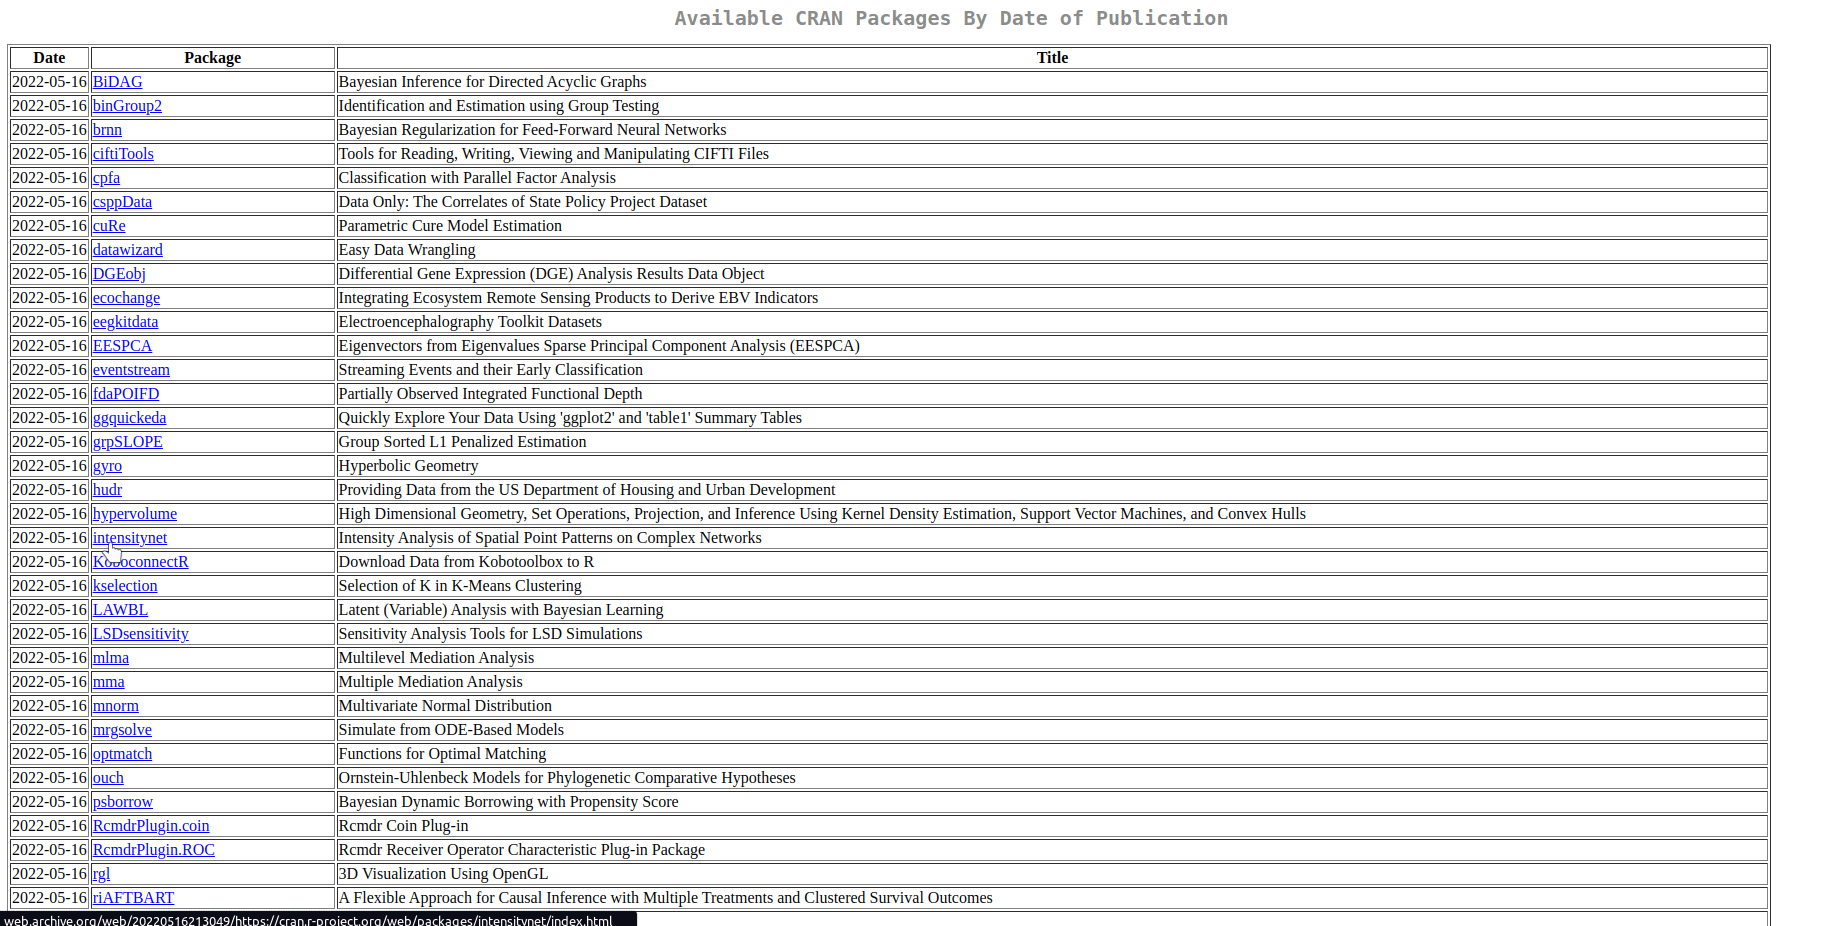 Available CRAN Packages By Date of Publication
Date Package Title
2022-05-16 BiDAG Bayesian Inference for Directed Acyclic Graphs
2022-05-16 binGroup2 Identification and Estimation using Group Testing
2022-05-16 brnn Bayesian Regularization for Feed-Forward Neural Networks
2022-05-16 ciftiTools Tools for Reading, Writing, Viewing and Manipulating CIFTI Files
2022-05-16 cpfa Classification with Parallel Factor Analysis
2022-05-16 csppData Data Only: The Correlates of State Policy Project Dataset
2022-05-16 cuRe Parametric Cure Model Estimation
2022-05-16 datawizard Easy Data Wrangling
2022-05-16 DGEobj Differential Gene Expression (DGE) Analysis Results Data Object
2022-05-16 ecochange Integrating Ecosystem Remote Sensing Products to Derive EBV Indicators
2022-05-16 eegkitdata Electroencephalography Toolkit Datasets
2022-05-16 EESPCA Eigenvectors from Eigenvalues Sparse Principal Component Analysis (EESPCA)
2022-05-16 eventstream Streaming Events and their Early Classification
2022-05-16 fdaPOIFD Partially Observed Integrated Functional Depth
2022-05-16 ggquickeda Quickly Explore Your Data Using 'ggplot2' and 'table1' Summary Tables
2022-05-16 grpSLOPE Group Sorted L1 Penalized Estimation
2022-05-16 gyro Hyperbolic Geometry
2022-05-16 hudr Providing Data from the US Department of Housing and Urban Development
2022-05-16 hypervolume High Dimensional Geometry, Set Operations, Projection, and Inference Using Kernel Density Estimation, Support Vector Machines, and Convex Hulls
2022-05-16 intensitynet Intensity Analysis of Spatial Point Patterns on Complex Networks
2022-05-16 KoboconnectR Download Data from Kobotoolbox to R
2022-05-16 kselection Selection of K in K-Means Clustering
2022-05-16 LAWBL Latent (Variable) Analysis with Bayesian Learning
2022-05-16 LSDsensitivity Sensitivity Analysis Tools for LSD Simulations
2022-05-16 mlma Multilevel Mediation Analysis
2022-05-16 mma Multiple Mediation Analysis
2022-05-16 mnorm Multivariate Normal Distribution
2022-05-16 mrgsolve Simulate from ODE-Based Models
2022-05-16 optmatch Functions for Optimal Matching
2022-05-16 ouch Ornstein-Uhlenbeck Models for Phylogenetic Comparative Hypotheses
2022-05-16 psborrow Bayesian Dynamic Borrowing with Propensity Score
2022-05-16 RcmdrPlugin.coin Rcmdr Coin Plug-in
2022-05-16 RcmdrPlugin.ROC Rcmdr Receiver Operator Characteristic Plug-in Package
2022-05-16 rgl 3D Visualization Using OpenGL
2022-05-16 riAFTBART A Flexible Approach for Causal Inference with Multiple Treatments and Clustered Survival Outcomes
web.archive.org/web/20220516213049/https://cran.r-project.org/web/packages/intensitynet/index.html